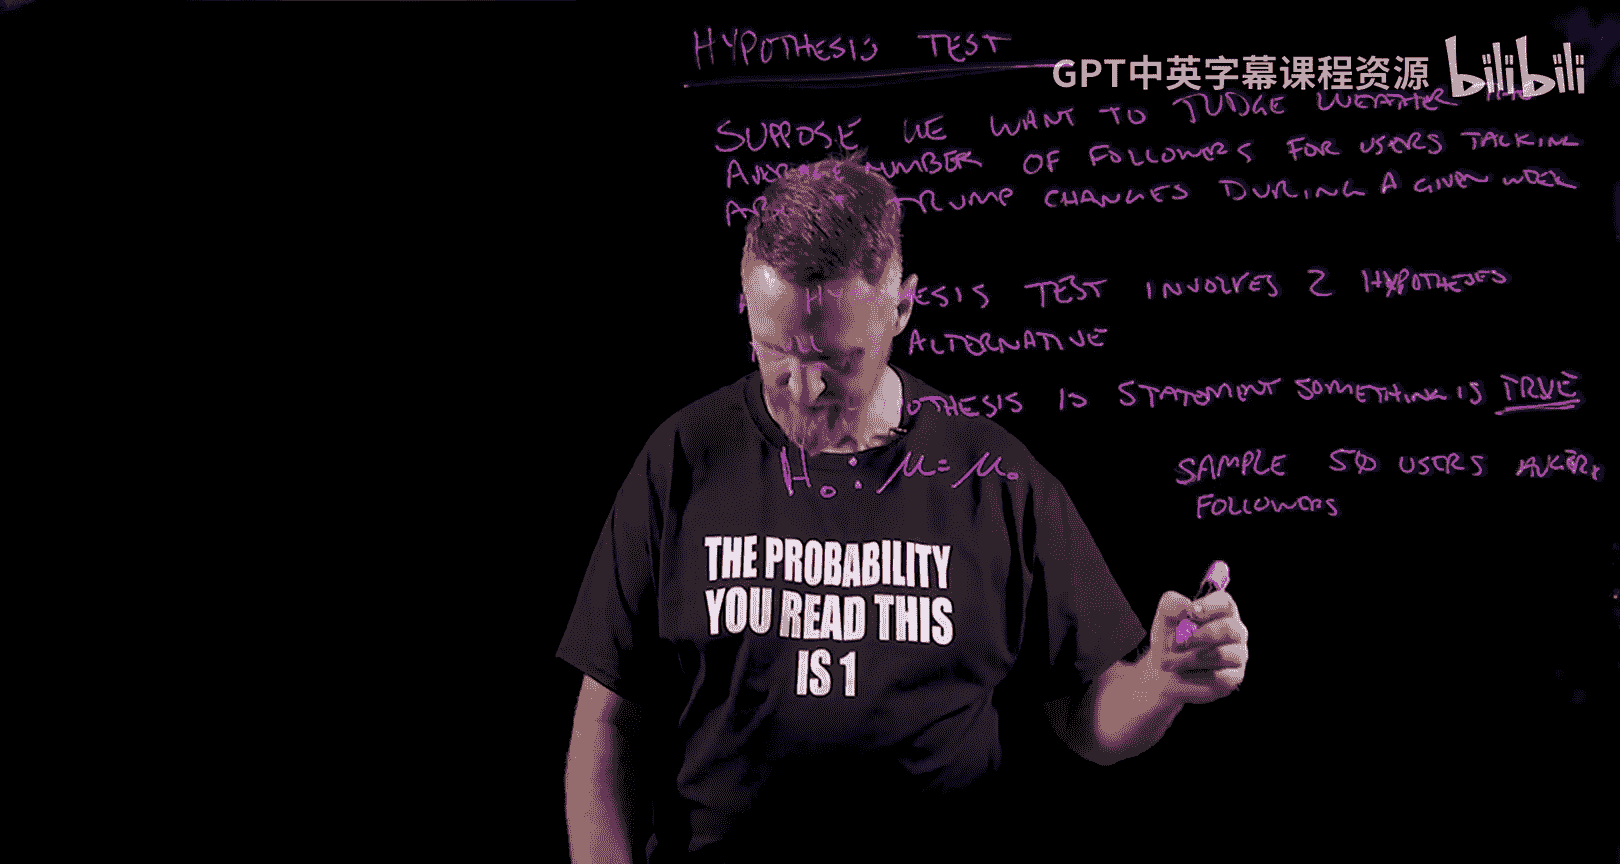 HYPOTHESIS TEST
GPT中英字幕课程资源 bilibili
SUPPOSE WE WANT TO JUDGE WEATHER THE
AVERAGE NUMBER OF FOLLOWERS FOR USERS TALKING
TRUMP CHANGES DURING A GIVEN WEEK
TEST INVOLVES 2 HYPOTHESES
ALTERNATIVE
IS STATEMENT SOMETHING IS TRUE
H₀: μ = μ₀
SAMPLE 50 USERS
FOLLOWERS
THE PROBABILITY
YOU READ THIS
IS 1